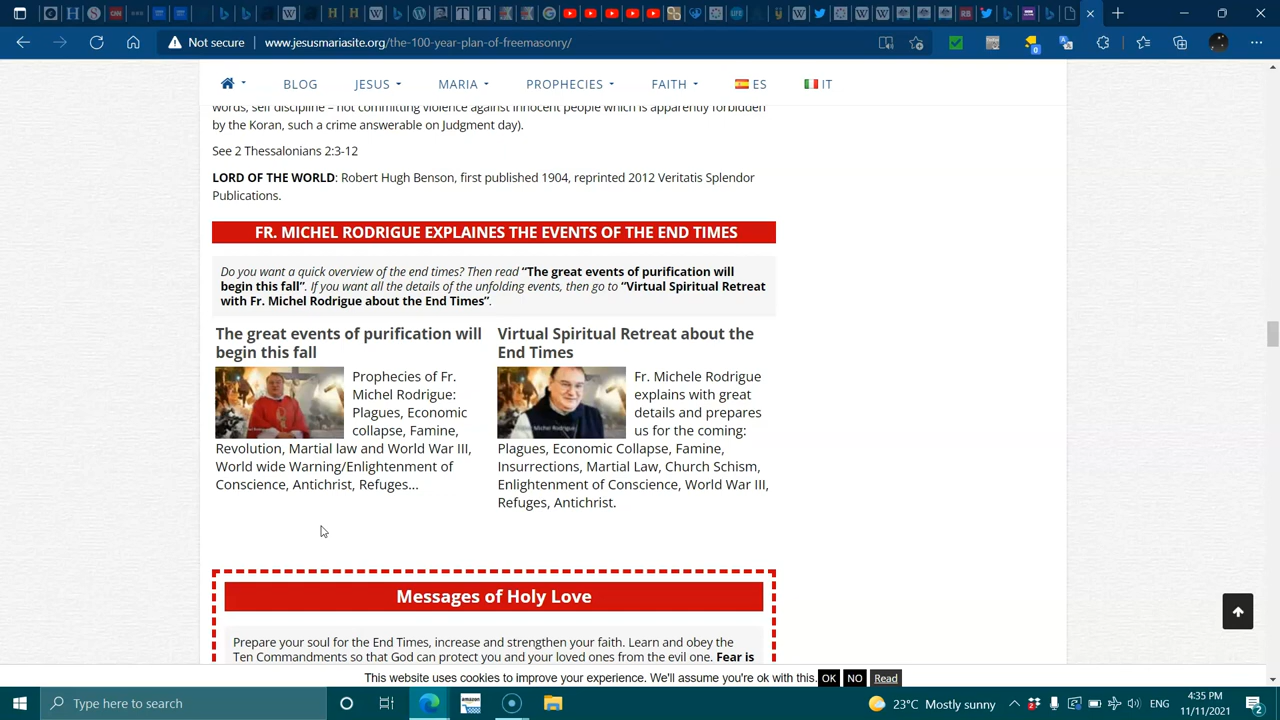 Not secure
www.jesusmariasite.org/the-100-year-plan-of-freemasonry/
BLOG
JESUS
MARIA
PROPHECIES
FAITH
ES
IT
words, self discipline – not committing violence against innocent people which is apparently forbidden
by the Koran, such a crime answerable on Judgment day).
See 2 Thessalonians 2:3-12
LORD OF THE WORLD: Robert Hugh Benson, first published 1904, reprinted 2012 Veritatis Splendor
Publications.
FR. MICHEL RODRIGUE EXPLAINES THE EVENTS OF THE END TIMES
Do you want a quick overview of the end times? Then read “The great events of purification will
begin this fall”. If you want all the details of the unfolding events, then go to “Virtual Spiritual Retreat
with Fr. Michel Rodrigue about the End Times”.
The great events of purification will
begin this fall
Prophecies of Fr.
Michel Rodrigue:
Plagues, Economic
collapse, Famine,
Revolution, Martial law and World War III,
World wide Warning/Enlightenment of
Conscience, Antichrist, Refuges...
Virtual Spiritual Retreat about the
End Times
Fr. Michele Rodrigue
explains with great
details and prepares
us for the coming:
Plagues, Economic Collapse, Famine,
Insurrections, Martial Law, Church Schism,
Enlightenment of Conscience, World War III,
Refuges, Antichrist.
Messages of Holy Love
Prepare your soul for the End Times, increase and strengthen your faith. Learn and obey the
Ten Commandments so that God can protect you and your loved ones from the evil one. Fear is
This website uses cookies to improve your experience. We'll assume you're ok with this.
OK
NO
Read
Type here to search
23°C Mostly sunny
ENG
4:35 PM
11/11/2021